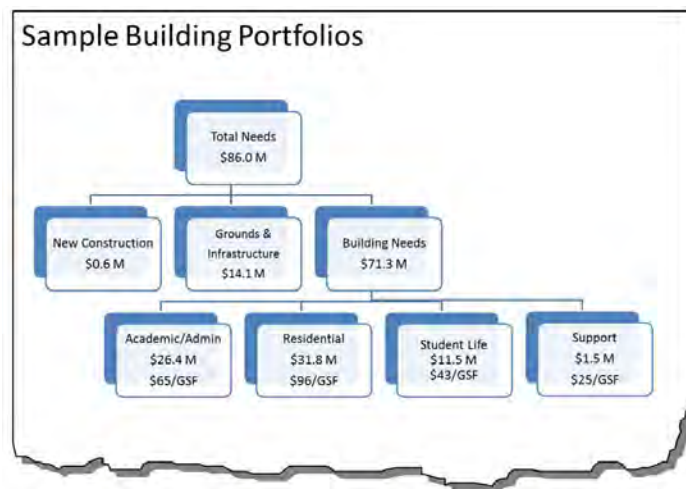 Sample Building Portfolios
Total Needs
$86.0 M
New Construction
$0.6 M
Grounds &
Infrastructure
$14.1 M
Building Needs
$71.3 M
Academic/Admin
$26.4 M
$65/GSF
Residential
$31.8 M
$96/GSF
Student Life
$11.5 M
$43/GSF
Support
$1.5 M
$25/GSF